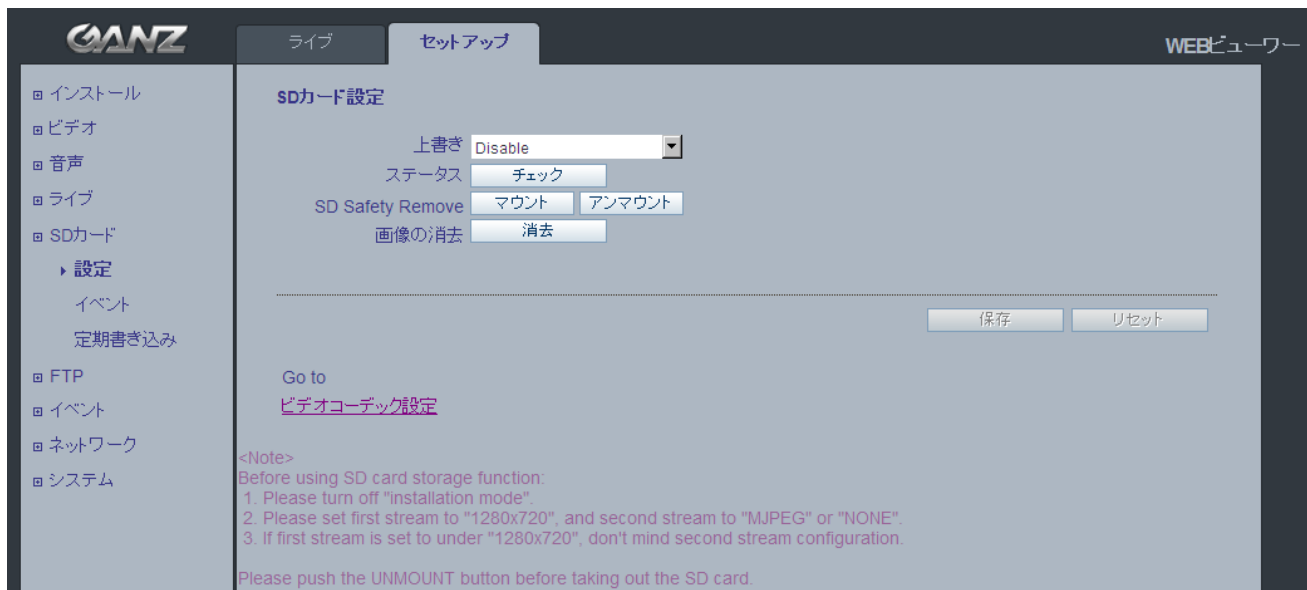 GANZ
ライブ
セットアップ
WEBビューワー
インストール
ビデオ
音声
ライブ
SDカード
設定
イベント
定期書き込み
FTP
イベント
ネットワーク
システム
SDカード設定
上書き Disable
ステータス チェック
SD Safety Remove マウント アンマウント
画像の消去 消去
保存 リセット
Go to
ビデオコーデック設定
<Note>
Before using SD card storage function:
1. Please turn off "installation mode".
2. Please set first stream to "1280x720", and second stream to "MJPEG" or "NONE".
3. If first stream is set to under "1280x720", don't mind second stream configuration.
Please push the UNMOUNT button before taking out the SD card.